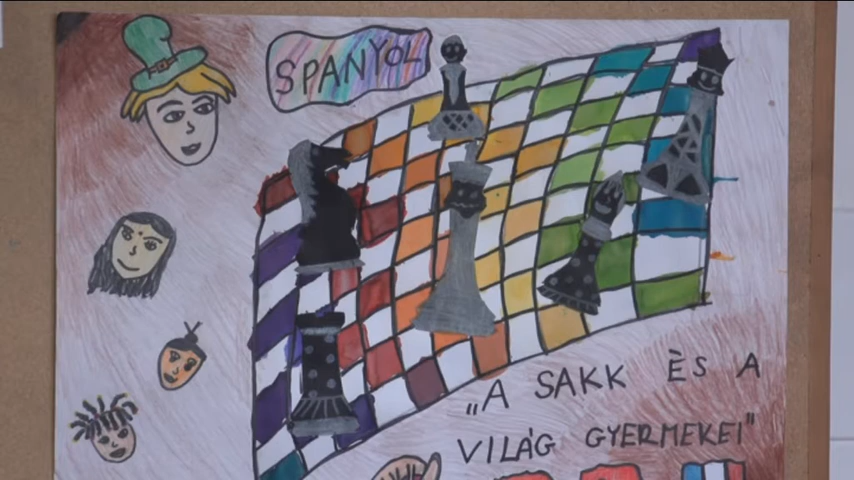 SPANYOL
„A SAKK ÈS A
VILÁG GYERMEKEI"